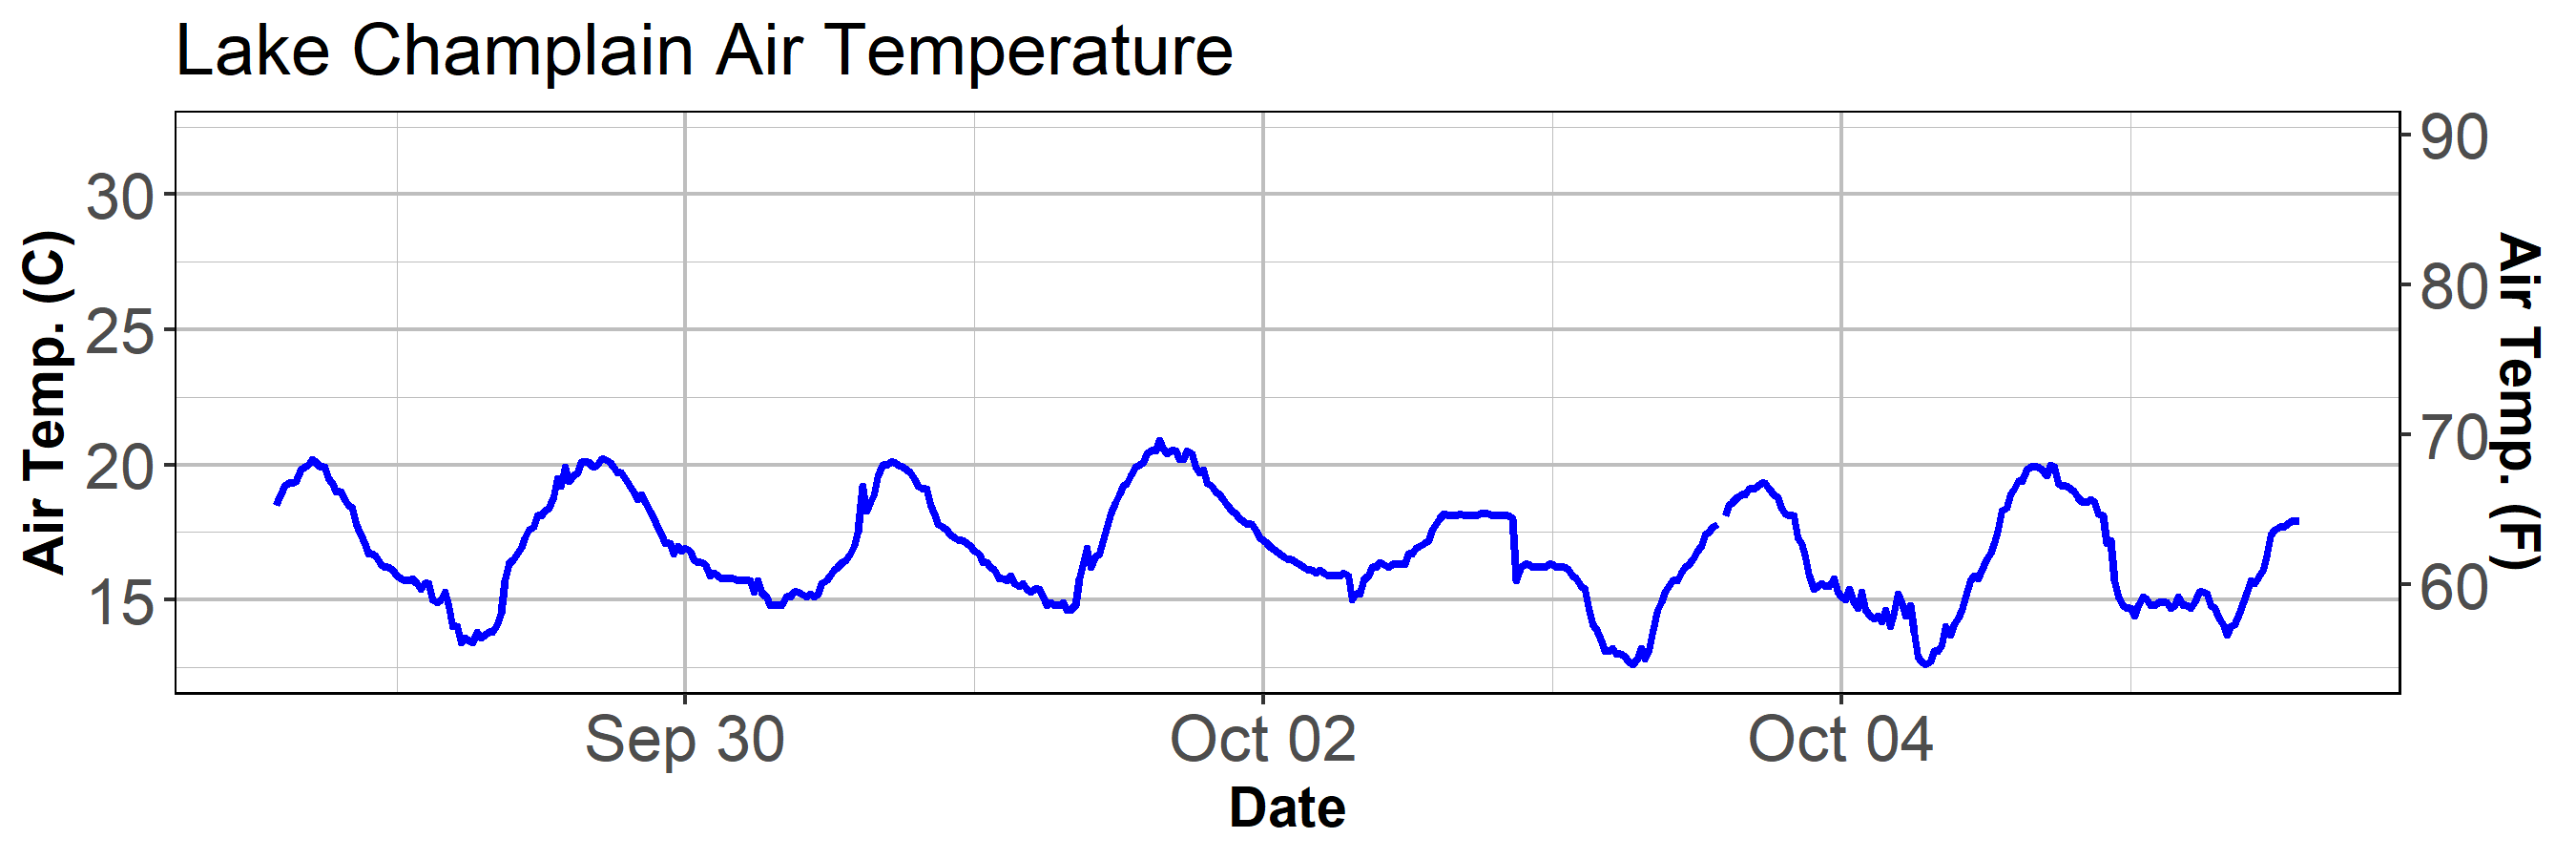 Lake Champlain Air Temperature
Air Temp. (C)
30
25
20
15
90
80
70
60
Air Temp. (F)
Sep 30
Oct 02
Oct 04
Date